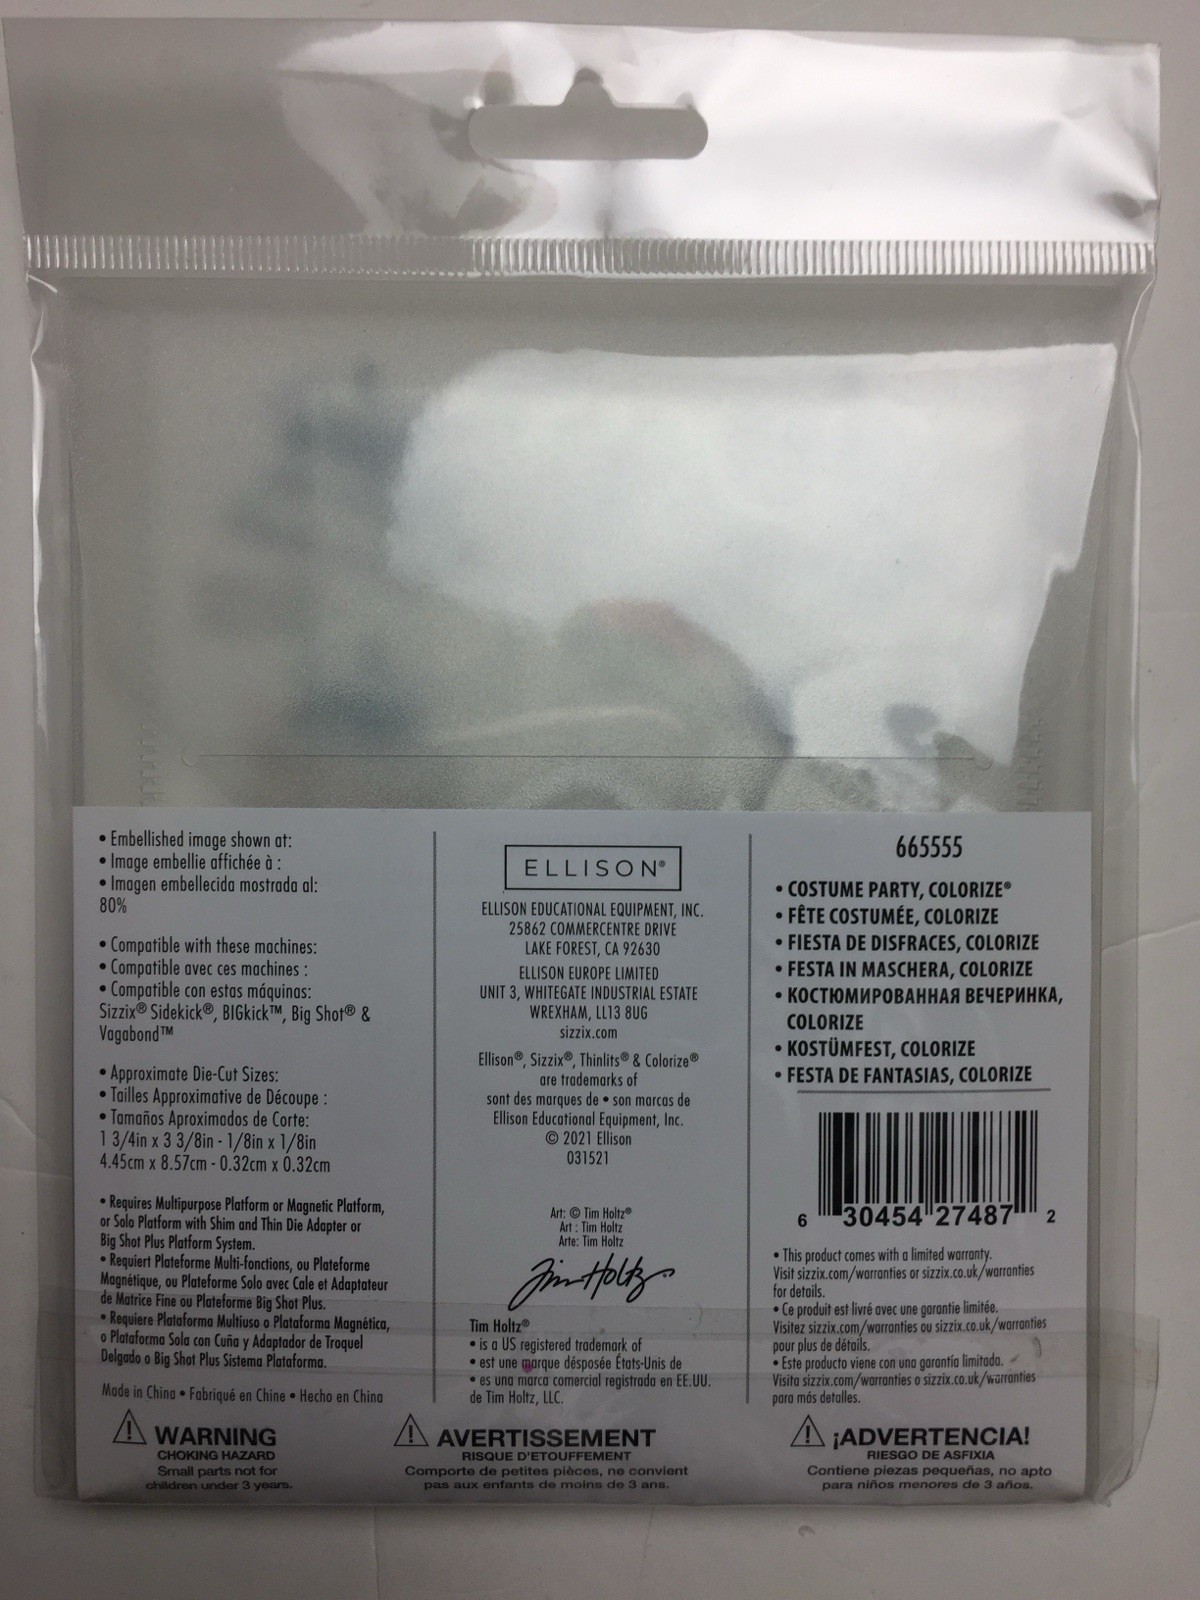 • Embellished image shown at:
• Image embellie affichée à :
• Imagen embellecida mostrada al:
80%
• Compatible with these machines:
• Compatible avec ces machines :
• Compatible con estas máquinas:
Sizzix® Sidekick®, BIGkick™, Big Shot® &
Vagabond™
• Approximate Die-Cut Sizes:
• Tailles Approximative de Découpe :
• Tamaños Aproximados de Corte:
1 3/4in x 3 3/8in - 1/8in x 1/8in
4.45cm x 8.57cm - 0.32cm x 0.32cm
• Requires Multipurpose Platform or Magnetic Platform,
or Solo Platform with Shim and Thin Die Adapter or
Big Shot Plus Platform System.
• Requiert Plateforme Multi-fonctions, ou Plateforme
Magnétique, ou Plateforme Solo avec Cale et Adaptateur
de Matrice Fine ou Plateforme Big Shot Plus.
• Requiere Plataforma Multiuso o Plataforma Magnética,
o Plataforma Sola con Cuña y Adaptador de Troquel
Delgado o Big Shot Plus Sistema Plataforma.
Made in China • Fabriqué en Chine • Hecho en China
ELLISON®
ELLISON EDUCATIONAL EQUIPMENT, INC.
25862 COMMERCENTRE DRIVE
LAKE FOREST, CA 92630
ELLISON EUROPE LIMITED
UNIT 3, WHITEGATE INDUSTRIAL ESTATE
WREXHAM, LL13 8UG
sizzix.com
Ellison®, Sizzix®, Thinlits® & Colorize®
are trademarks of
sont des marques de • son marcas de
Ellison Educational Equipment, Inc.
© 2021 Ellison
031521
Art: © Tim Holtz®
Art : Tim Holtz
Arte: Tim Holtz
Tim Holtz®
Tim Holtz®
• is a US registered trademark of
• est une marque désposée États-Unis de
• es una marca comercial registrada en EE.UU.
de Tim Holtz, LLC.
665555
• COSTUME PARTY, COLORIZE®
• FÊTE COSTUMÉE, COLORIZE
• FIESTA DE DISFRACES, COLORIZE
• FESTA IN MASCHERA, COLORIZE
• КОСТЮМИРОВАННАЯ ВЕЧЕРИНКА,
COLORIZE
• KOSTÜMFEST, COLORIZE
• FESTA DE FANTASIAS, COLORIZE
6 30454 27487 2
• This product comes with a limited warranty.
Visit sizzix.com/warranties or sizzix.co.uk/warranties
for details.
• Ce produit est livré avec une garantie limitée.
Visitez sizzix.com/warranties ou sizzix.co.uk/warranties
pour plus de détails.
• Este producto viene con una garantía limitada.
Visita sizzix.com/warranties o sizzix.co.uk/warranties
para más detalles.
WARNING
CHOKING HAZARD
Small parts not for
children under 3 years.
AVERTISSEMENT
RISQUE D'ETOUFFEMENT
Comporte de petites pièces, ne convient
pas aux enfants de moins de 3 ans.
¡ADVERTENCIA!
RIESGO DE ASFIXIA
Contiene piezas pequeñas, no apto
para niños menores de 3 años.